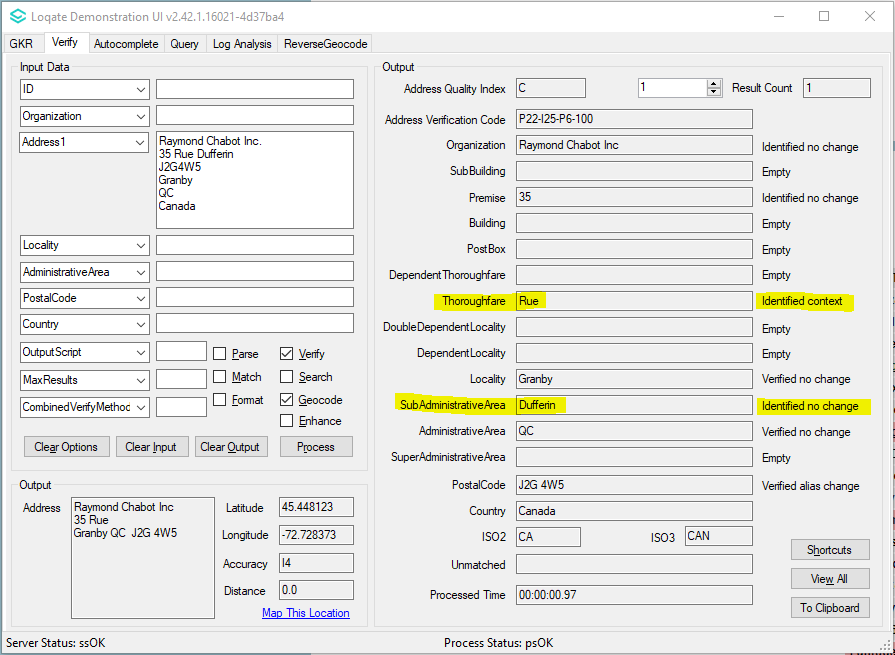 Loqate Demonstration UI v2.42.1.16021-4d37ba4
GKR Verify Autocomplete Query Log Analysis ReverseGeocode
Input Data
ID
Organization
Address1
Raymond Chabot Inc.
35 Rue Dufferin
J2G4W5
Granby
QC
Canada
Locality
AdministrativeArea
PostalCode
Country
OutputScript
MaxResults
CombinedVerifyMethod
Parse
Verify
Match
Search
Format
Geocode
Enhance
Clear Options
Clear Input
Clear Output
Process
Output
Address
Raymond Chabot Inc
35 Rue
Granby QC J2G 4W5
Latitude 45.448123
Longitude -72.728373
Accuracy I4
Distance 0.0
Map This Location
Output
Address Quality Index C 1 Result Count 1
Address Verification Code P22-I25-P6-100
Organization Raymond Chabot Inc Identified no change
SubBuilding Empty
Premise 35 Identified no change
Building Empty
PostBox Empty
DependentThoroughfare Empty
Thoroughfare Rue Identified context
DoubleDependentLocality Empty
DependentLocality Empty
Locality Granby Verified no change
SubAdministrativeArea Dufferin Identified no change
AdministrativeArea QC Verified no change
SuperAdministrativeArea Empty
PostalCode J2G 4W5 Verified alias change
Country Canada
ISO2 CA ISO3 CAN
Unmatched
Processed Time 00:00:00.97
Shortcuts
View All
To Clipboard
Server Status: ssOK Process Status: psOK